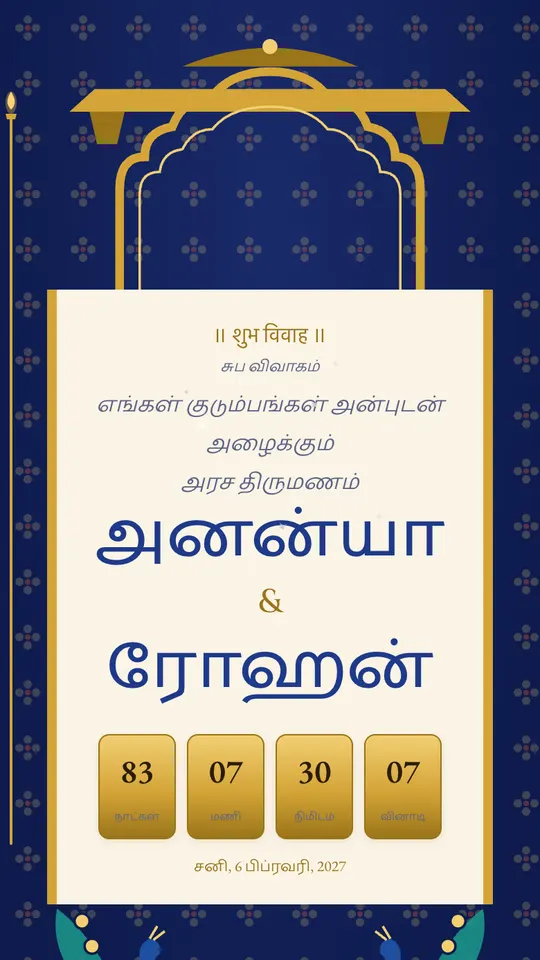 ॥ शुभ विवाह ॥
சுப விவாகம்
எங்கள் குடும்பங்கள் அன்புடன்
அழைக்கும்
அரச திருமணம்
அனன்யா
&
ரோஹன்
83 07 30 07
நாட்கள் மணி நிமிடம் வினாடி
சனி, 6 பிப்ரவரி, 2027